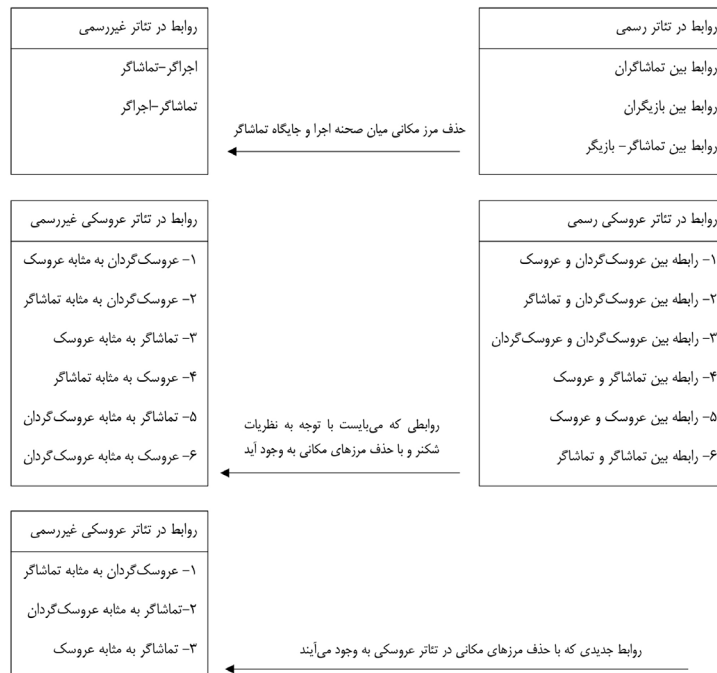 روابط در تئاتر رسمی
روابط بین تماشاگران
روابط بین بازیگران
روابط بین تماشاگر- بازیگر
حذف مرز مکانی میان صحنه اجرا و جایگاه تماشاگر
روابط در تئاتر غیررسمی
اجراگر-تماشاگر
تماشاگر-اجراگر
روابط در تئاتر عروسکی رسمی
۱- رابطه بین عروسک‌گردان و عروسک
۲- رابطه بین عروسک‌گردان و تماشاگر
۳- رابطه بین عروسک‌گردان و عروسک‌گردان
۴- رابطه بین تماشاگر و عروسک
۵- رابطه بین عروسک و عروسک
۶- رابطه بین تماشاگر و تماشاگر
روابطی که می‌بایست با توجه به نظریات
شکنر و با حذف مرزهای مکانی به وجود آید
روابط در تئاتر عروسکی غیررسمی
۱- عروسک‌گردان به مثابه عروسک
۲- عروسک‌گردان به مثابه تماشاگر
۳- تماشاگر به مثابه عروسک
۴- عروسک به مثابه تماشاگر
۵- تماشاگر به مثابه عروسک‌گردان
۶- عروسک به مثابه عروسک‌گردان
روابط جدیدی که با حذف مرزهای مکانی در تئاتر عروسکی به وجود می‌آیند
روابط در تئاتر عروسکی غیررسمی
۱- عروسک‌گردان به مثابه تماشاگر
۲-تماشاگر به مثابه عروسک‌گردان
۳- تماشاگر به مثابه عروسک